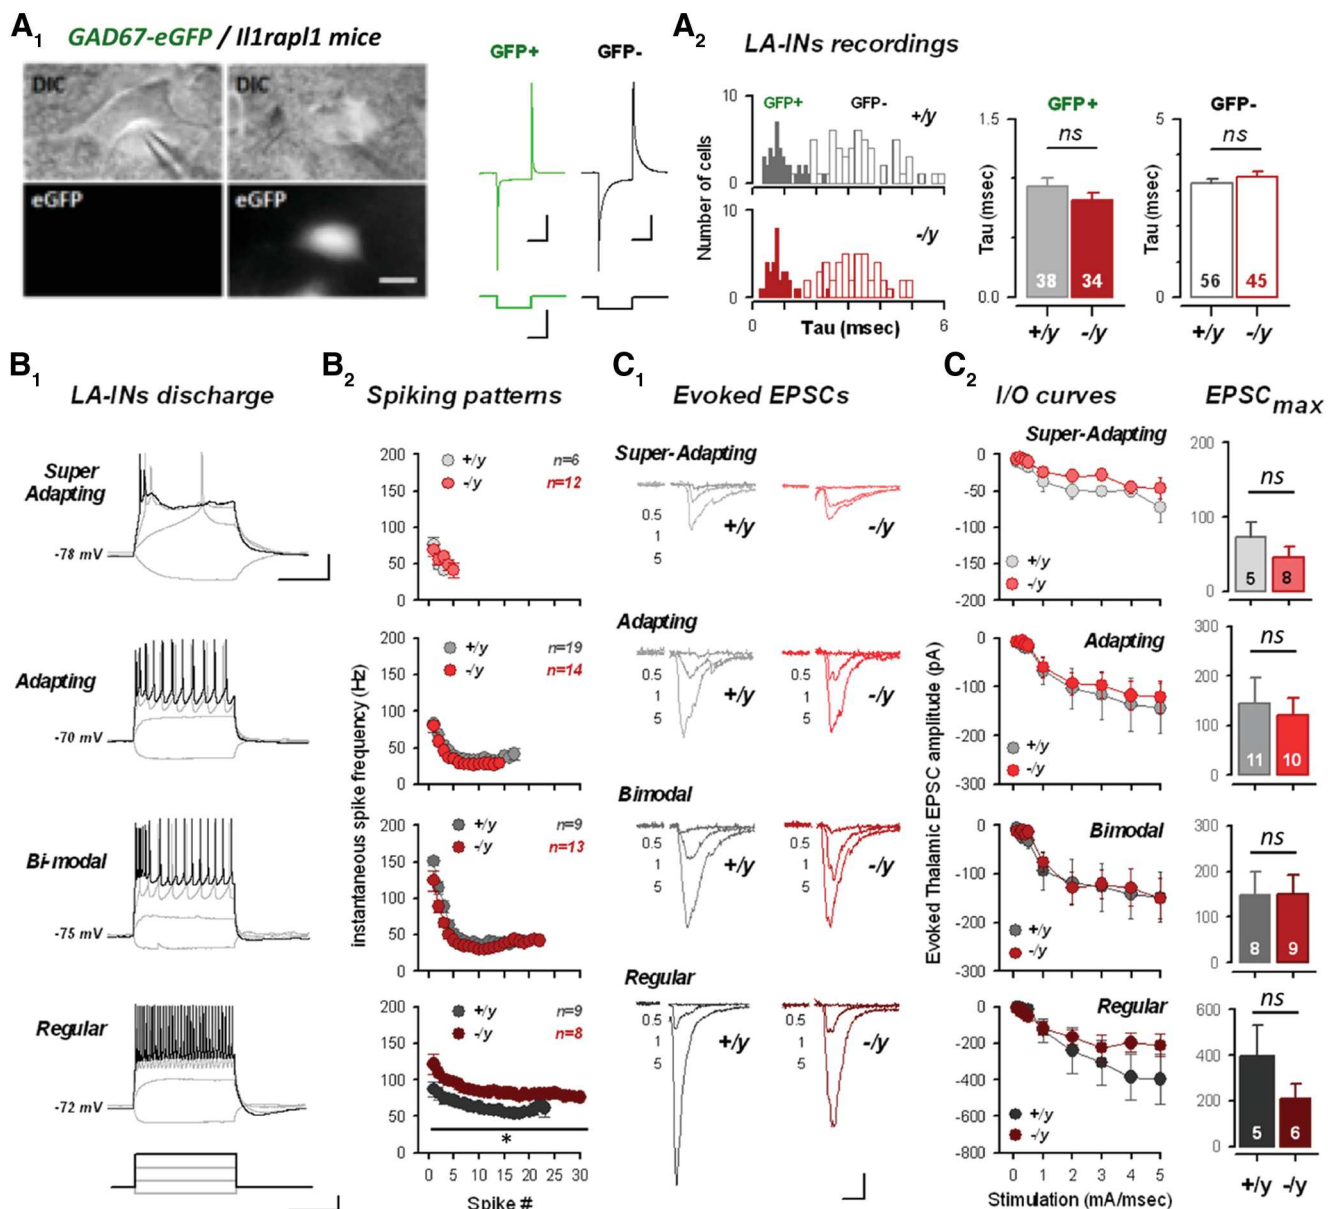 A1
GAD67-eGFP / Il1rapl1 mice
DIC
DIC
eGFP
eGFP
GFP+
GFP-
A2
LA-INs recordings
Number of cells
10
0
GFP+
GFP-
+/y
10
0
-/y
0
6
Tau (msec)
GFP+
ns
Tau (msec)
1.5
0.0
38
34
+/y
-/y
GFP-
ns
Tau (msec)
5
0
56
45
+/y
-/y
B1
LA-INs discharge
Super
Adapting
-78 mV
Adapting
-70 mV
Bi-modal
-75 mV
Regular
-72 mV
B2
Spiking patterns
instantaneous spike frequency (Hz)
200
150
100
50
0
+/y n=6
-/y n=12
200
150
100
50
0
+/y n=19
-/y n=14
200
150
100
50
0
+/y n=9
-/y n=13
200
150
100
50
0
+/y n=9
-/y n=8
*
0 5 10 15 20 25 30
Spike #
C1
Evoked EPSCs
Super-Adapting
0.5
1
5
+/y
-/y
Adapting
0.5
1
5
+/y
0.5
1
5
-/y
Bimodal
0.5
1
5
+/y
0.5
1
5
-/y
Regular
0.5
1
5
+/y
0.5
1
5
-/y
C2
I/O curves
EPSCmax
Evoked Thalamic EPSC amplitude (pA)
Super-Adapting
0
-50
-100
-150
-200
+/y
-/y
200
100
0
ns
5
8
Adapting
0
-100
-200
-300
+/y
-/y
300
200
100
0
ns
11
10
Bimodal
0
-100
-200
-300
+/y
-/y
300
200
100
0
ns
8
9
Regular
0
-200
-400
-600
-800
+/y
-/y
0 1 2 3 4 5
Stimulation (mA/msec)
600
400
200
0
ns
5
6
+/y
-/y